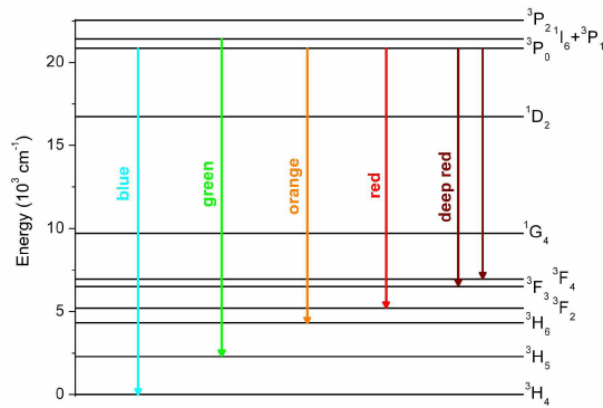 ³P₂ ¹I₆+³P₁
³P₀
20
¹D₂
15
Energy (10³ cm⁻¹)
blue
green
orange
red
deep red
10
¹G₄
³F₄
³F₃
³F₂
5
³H₆
³H₅
0
³H₄